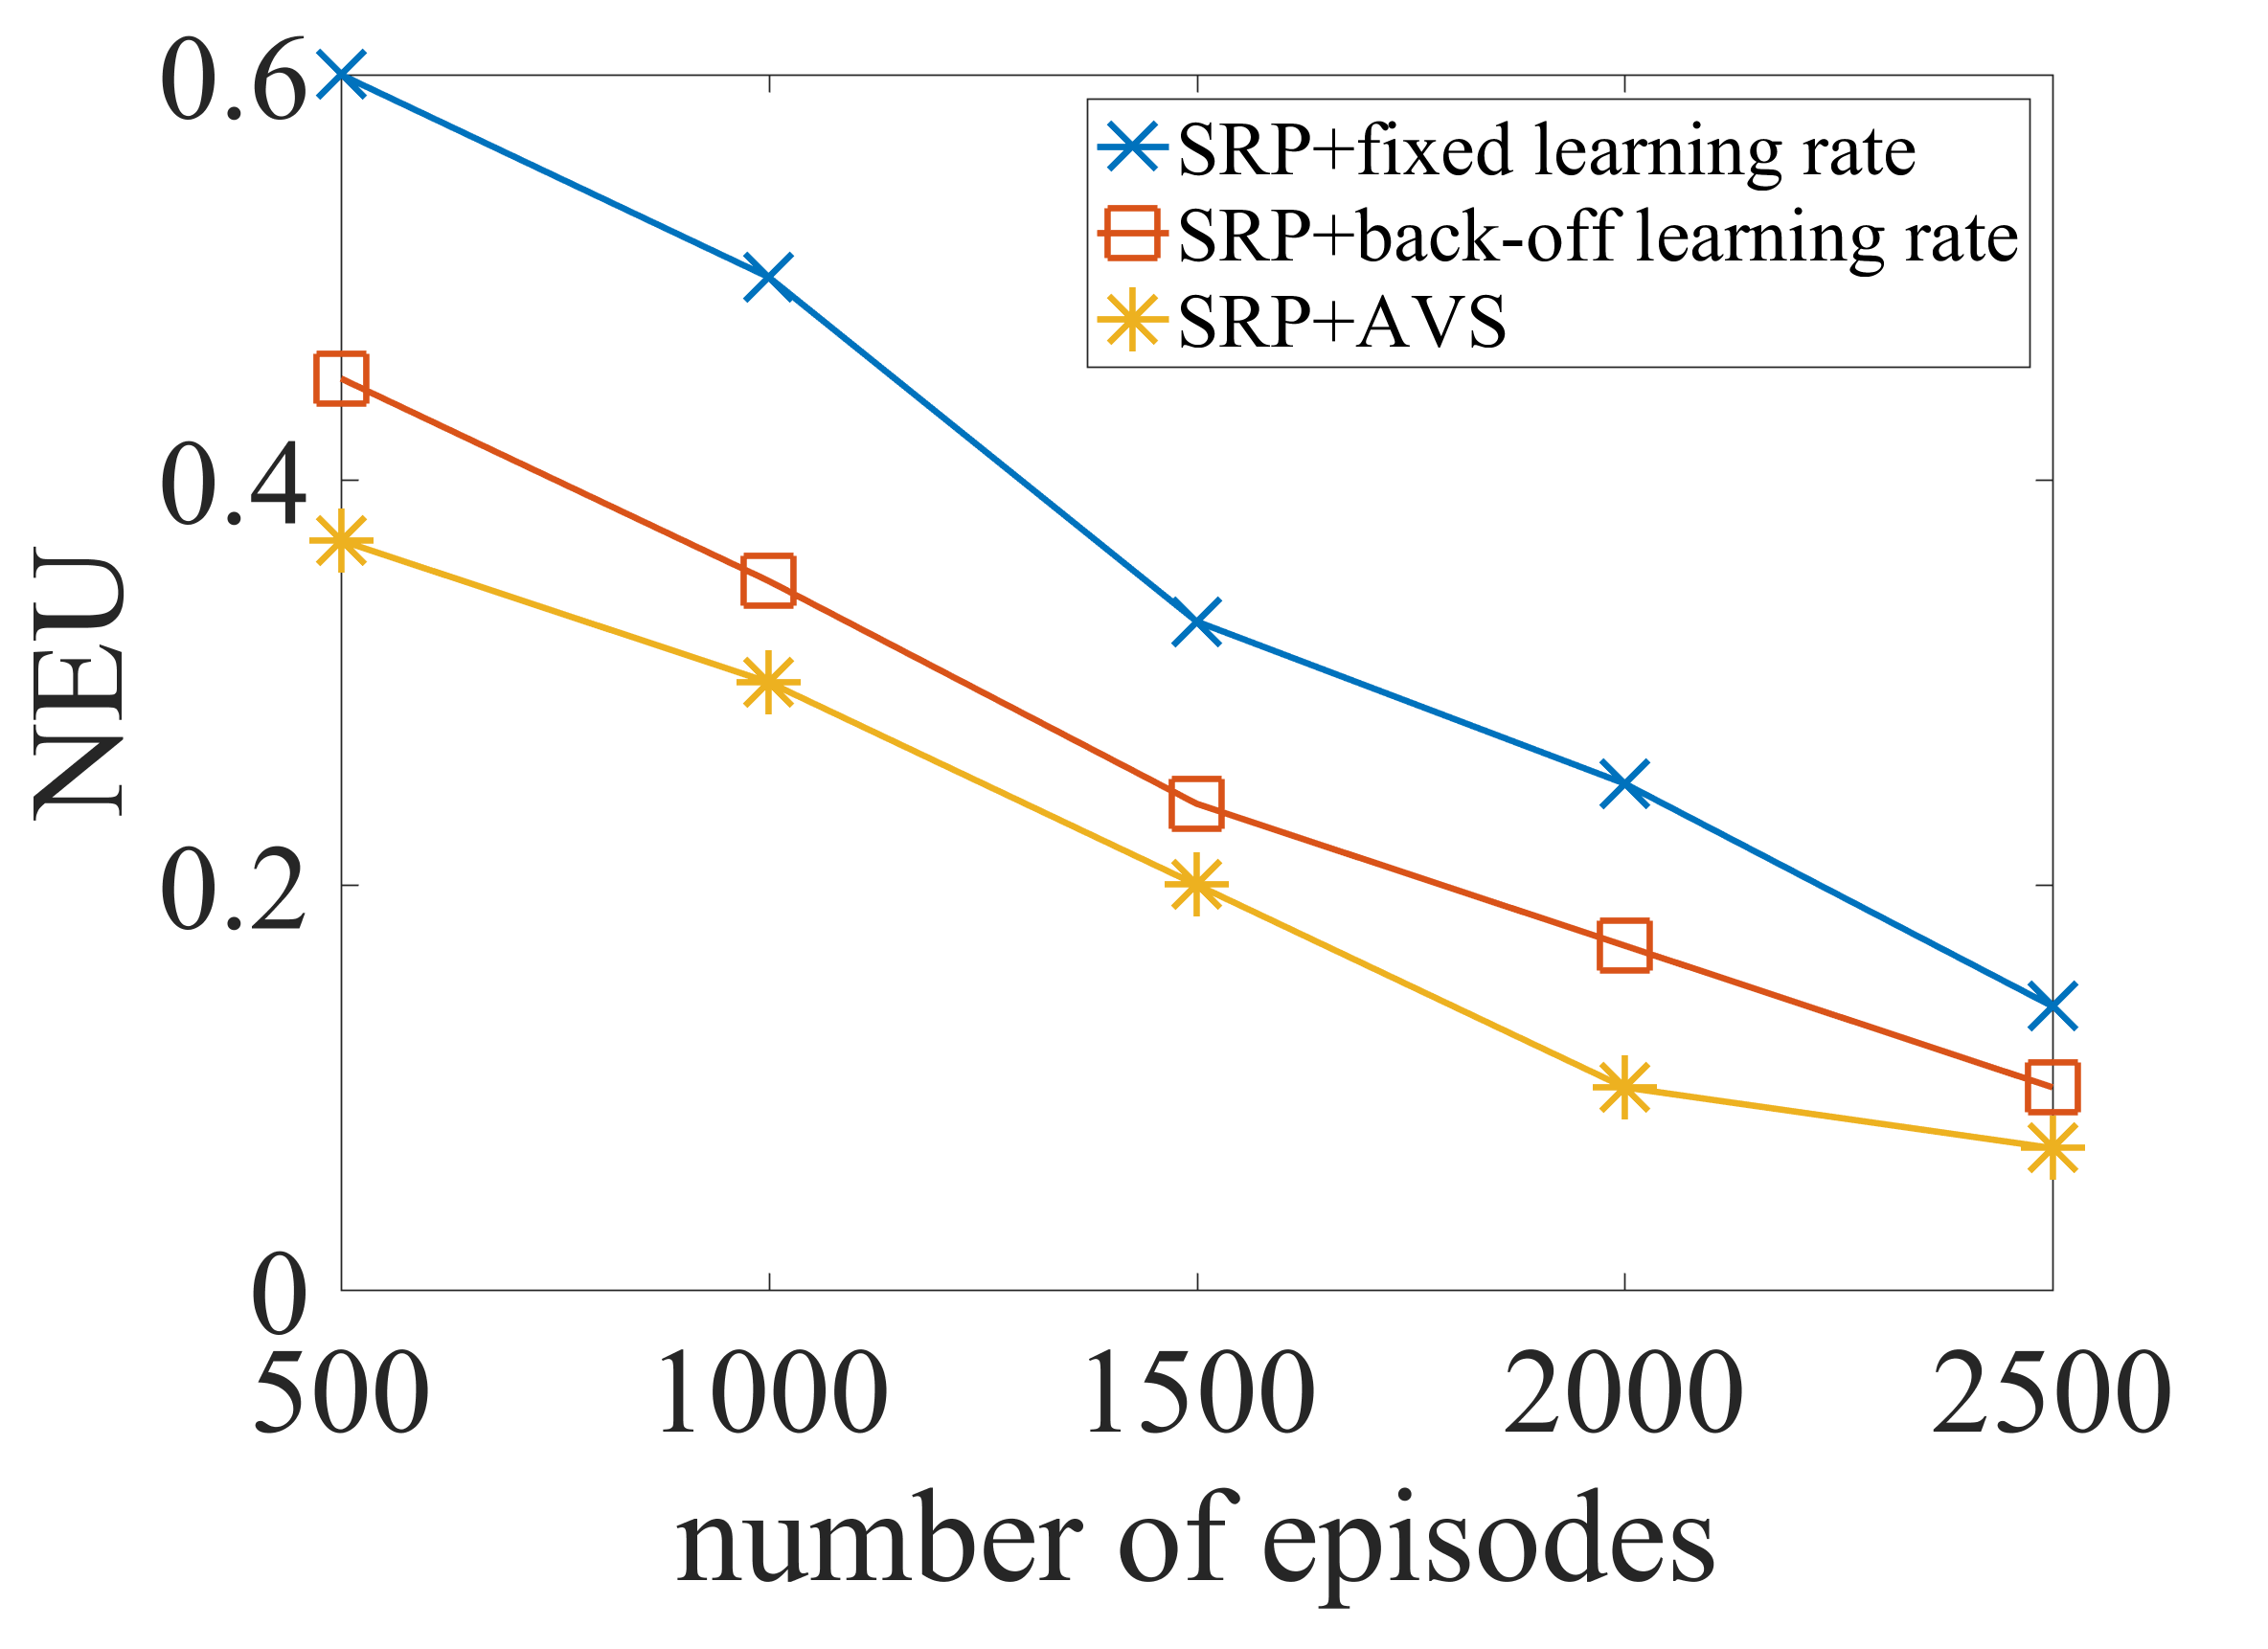 0.6
0.4
0.2
0
NEU
SRP+fixed learning rate
SRP+back-off learning rate
SRP+AVS
500 1000 1500 2000 2500
number of episodes